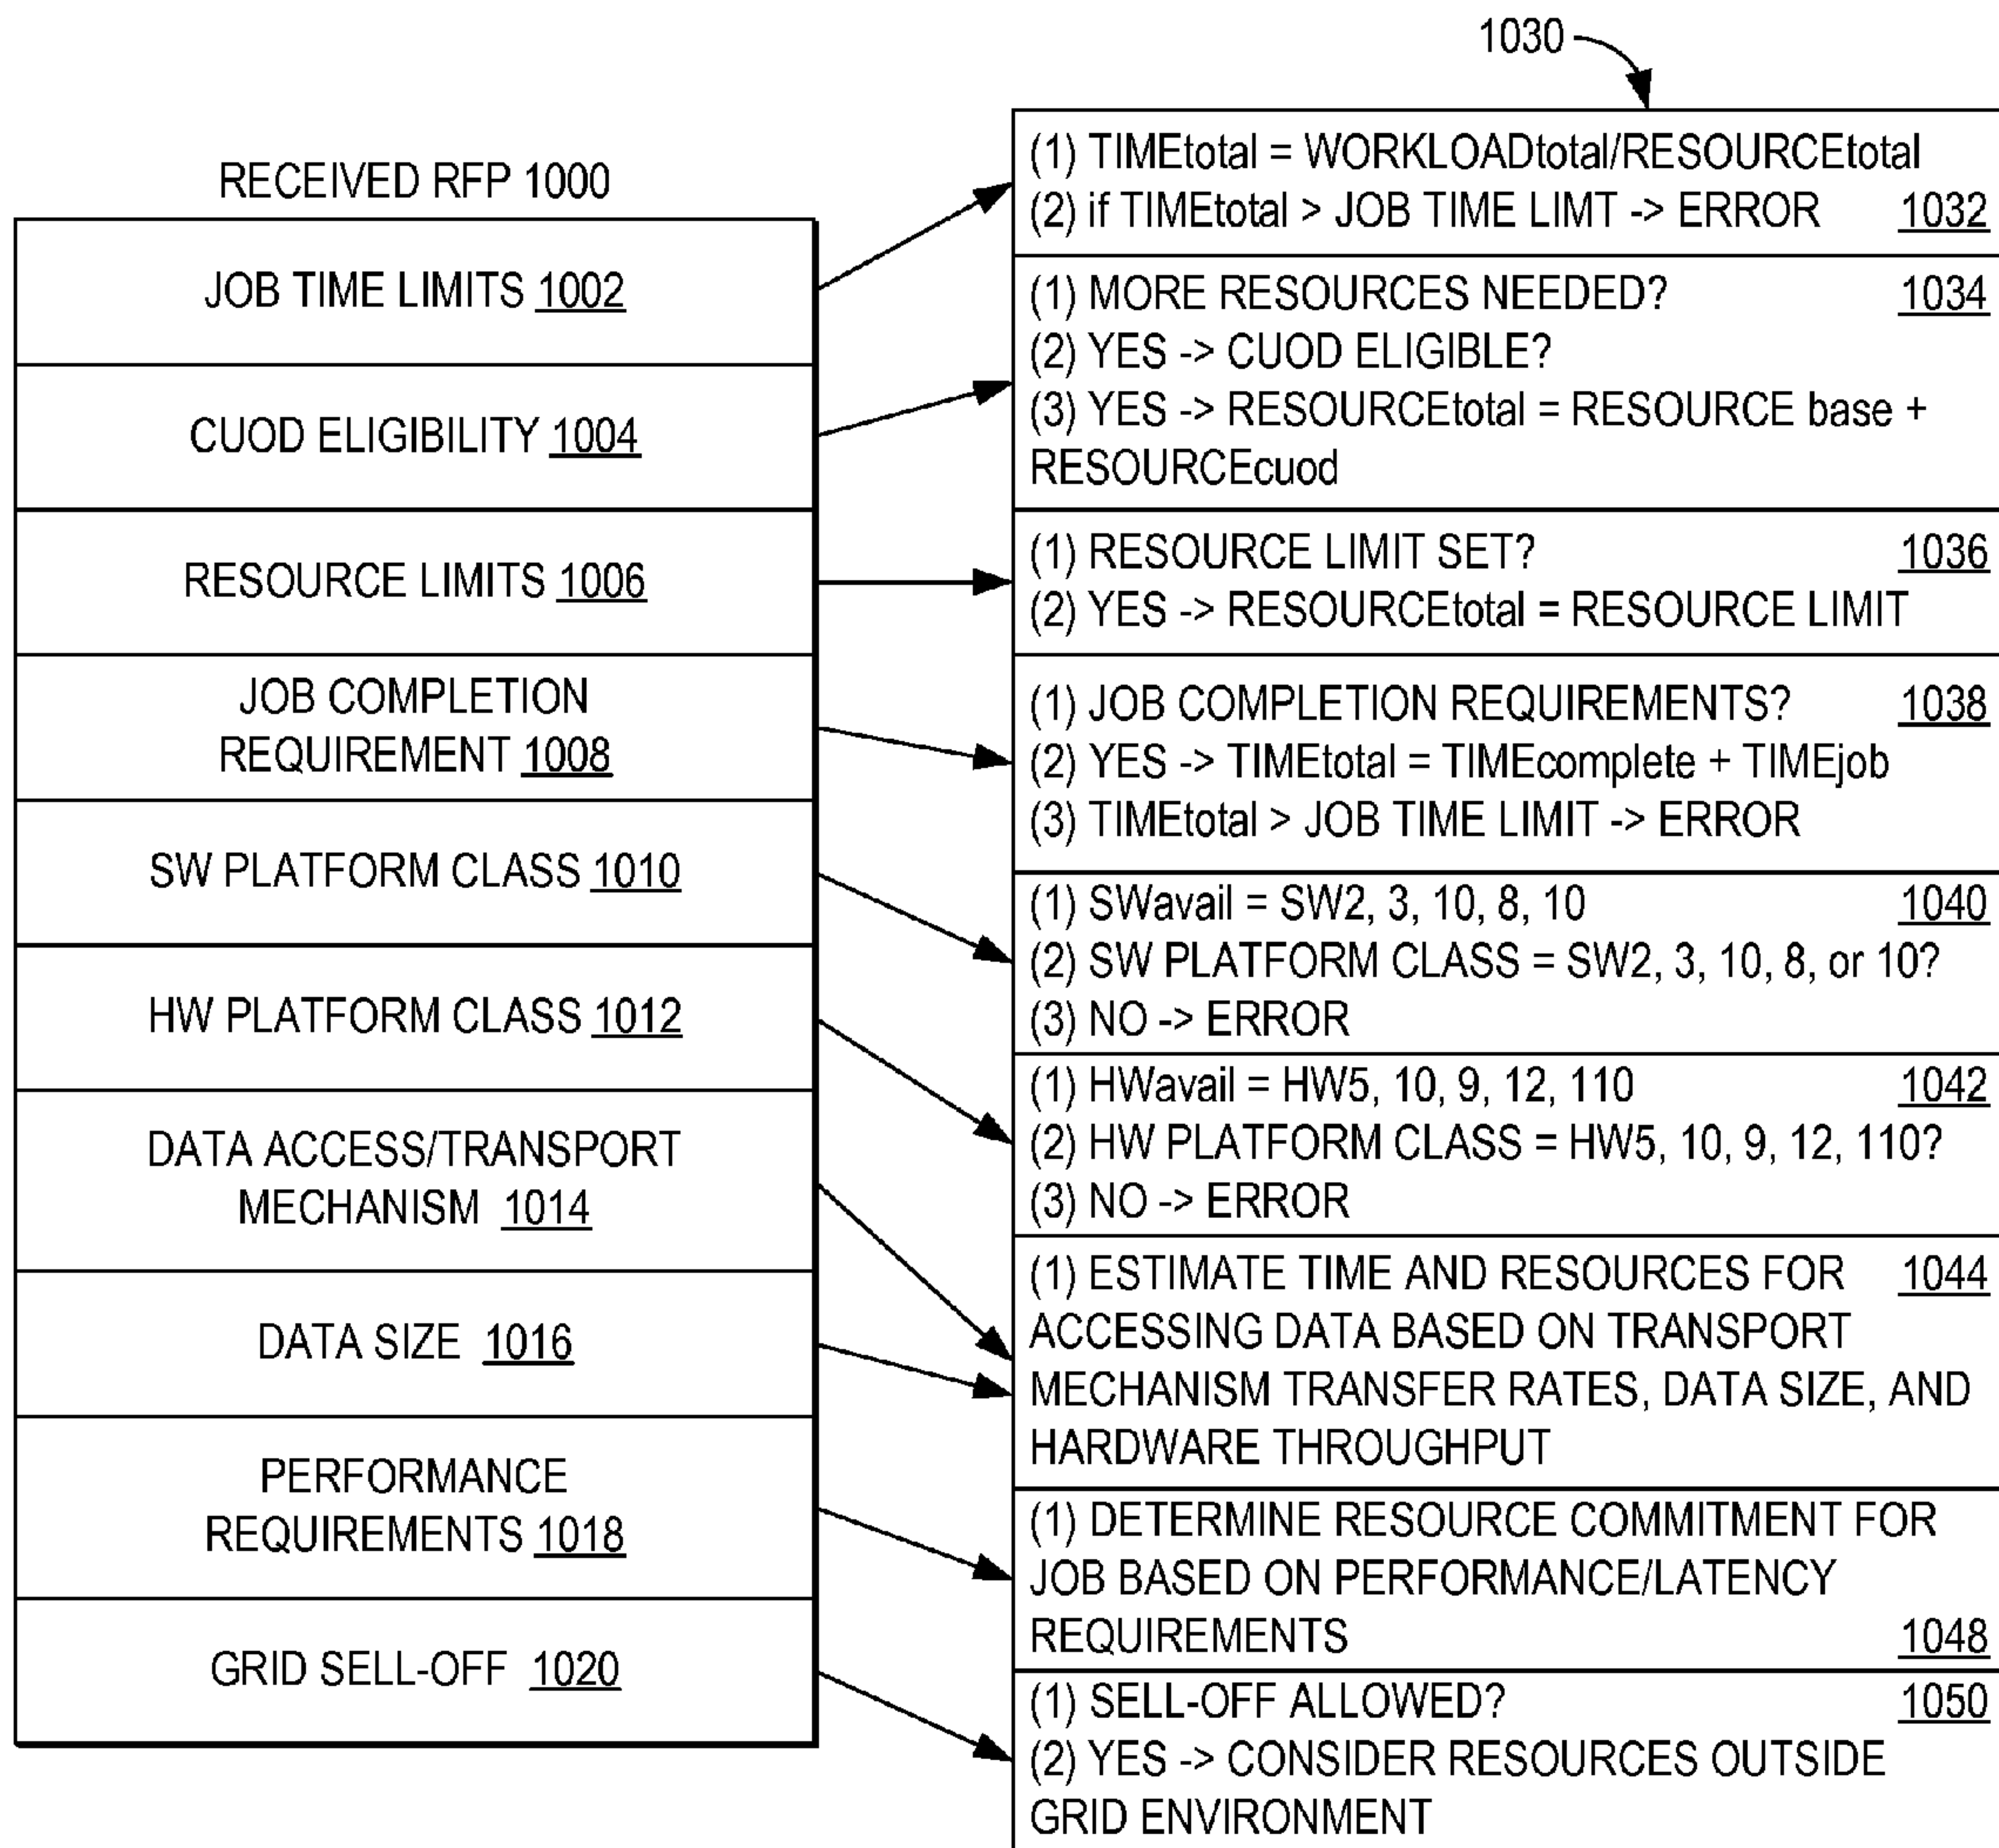 1030
RECEIVED RFP 1000
JOB TIME LIMITS 1002
CUOD ELIGIBILITY 1004
RESOURCE LIMITS 1006
JOB COMPLETION
REQUIREMENT 1008
SW PLATFORM CLASS 1010
HW PLATFORM CLASS 1012
DATA ACCESS/TRANSPORT
MECHANISM 1014
DATA SIZE 1016
PERFORMANCE
REQUIREMENTS 1018
GRID SELL-OFF 1020
(1) TIMEtotal = WORKLOADtotal/RESOURCEtotal
(2) if TIMEtotal > JOB TIME LIMT -> ERROR 1032
(1) MORE RESOURCES NEEDED? 1034
(2) YES -> CUOD ELIGIBLE?
(3) YES -> RESOURCEtotal = RESOURCE base +
RESOURCEcuod
(1) RESOURCE LIMIT SET? 1036
(2) YES -> RESOURCEtotal = RESOURCE LIMIT
(1) JOB COMPLETION REQUIREMENTS? 1038
(2) YES -> TIMEtotal = TIMEcomplete + TIMEjob
(3) TIMEtotal > JOB TIME LIMIT -> ERROR
(1) SWavail = SW2, 3, 10, 8, 10 1040
(2) SW PLATFORM CLASS = SW2, 3, 10, 8, or 10?
(3) NO -> ERROR
(1) HWavail = HW5, 10, 9, 12, 110 1042
(2) HW PLATFORM CLASS = HW5, 10, 9, 12, 110?
(3) NO -> ERROR
(1) ESTIMATE TIME AND RESOURCES FOR 1044
ACCESSING DATA BASED ON TRANSPORT
MECHANISM TRANSFER RATES, DATA SIZE, AND
HARDWARE THROUGHPUT
(1) DETERMINE RESOURCE COMMITMENT FOR
JOB BASED ON PERFORMANCE/LATENCY
REQUIREMENTS 1048
(1) SELL-OFF ALLOWED? 1050
(2) YES -> CONSIDER RESOURCES OUTSIDE
GRID ENVIRONMENT